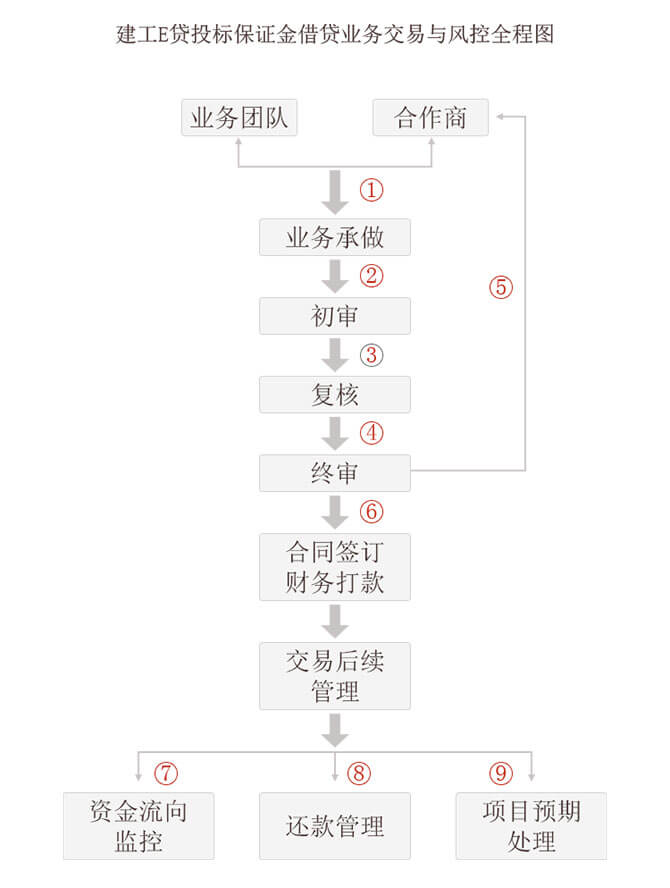 建工E贷投标保证金借贷业务交易与风控全程图
业务团队
合作商
①
业务承做
②
⑤
初审
③
复核
④
终审
⑥
合同签订
财务打款
交易后续
管理
⑦
⑧
⑨
资金流向
监控
还款管理
项目预期
处理